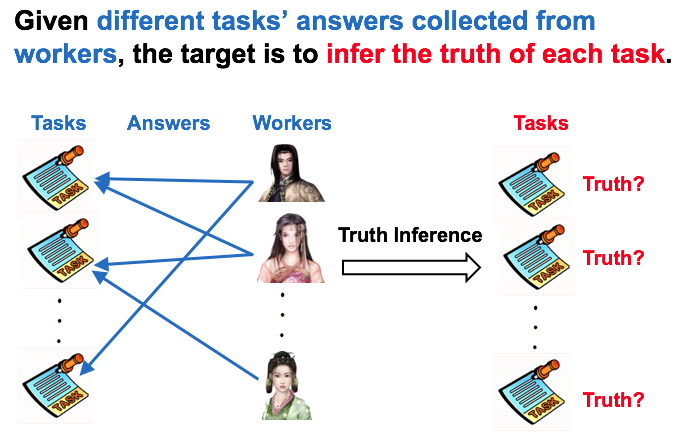 Given different tasks’ answers collected from
workers, the target is to infer the truth of each task.
Tasks Answers Workers Tasks
TASK TASK Truth?
Truth Inference
TASK TASK Truth?
TASK TASK Truth?